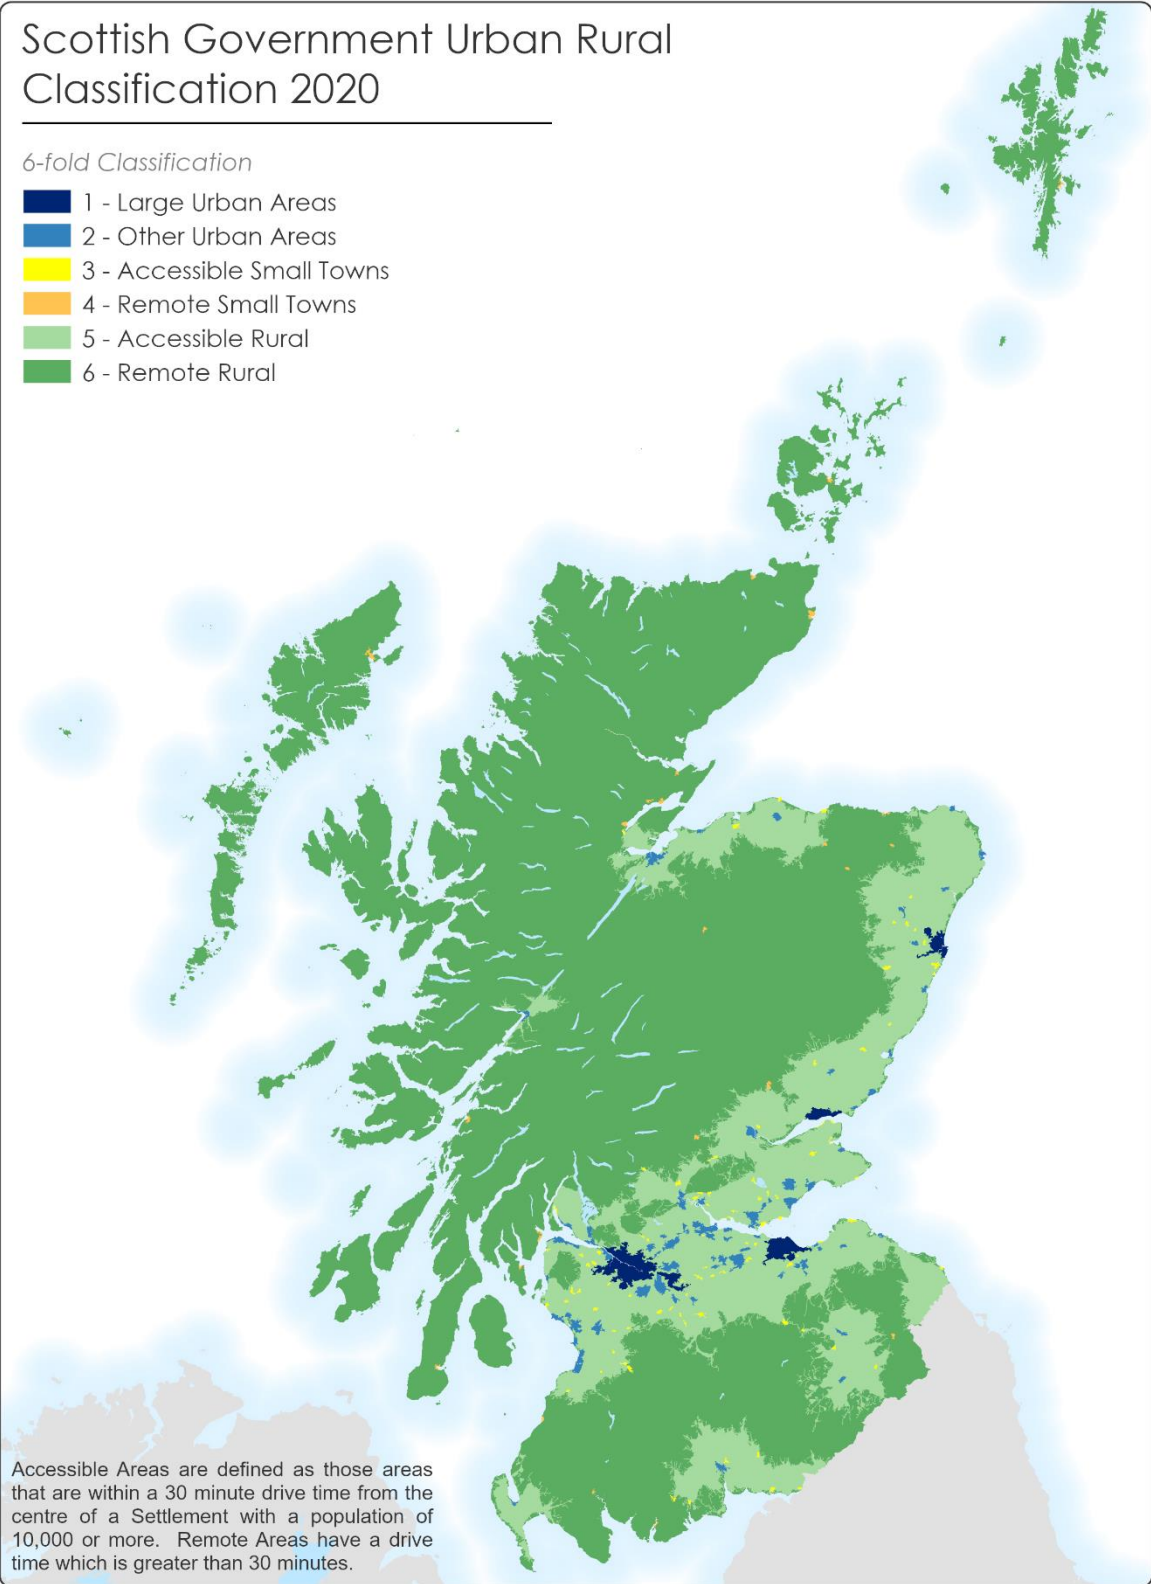 Scottish Government Urban Rural
Classification 2020
6-fold Classification
1 - Large Urban Areas
2 - Other Urban Areas
3 - Accessible Small Towns
4 - Remote Small Towns
5 - Accessible Rural
6 - Remote Rural
Accessible Areas are defined as those areas
that are within a 30 minute drive time from the
centre of a Settlement with a population of
10,000 or more. Remote Areas have a drive
time which is greater than 30 minutes.